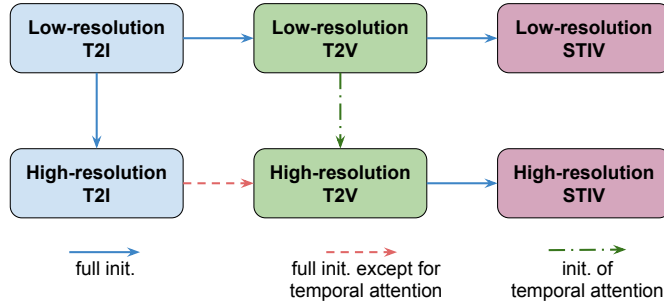 Low-resolution
T2I
Low-resolution
T2V
Low-resolution
STIV
High-resolution
T2I
High-resolution
T2V
High-resolution
STIV
full init.
full init. except for
temporal attention
init. of
temporal attention